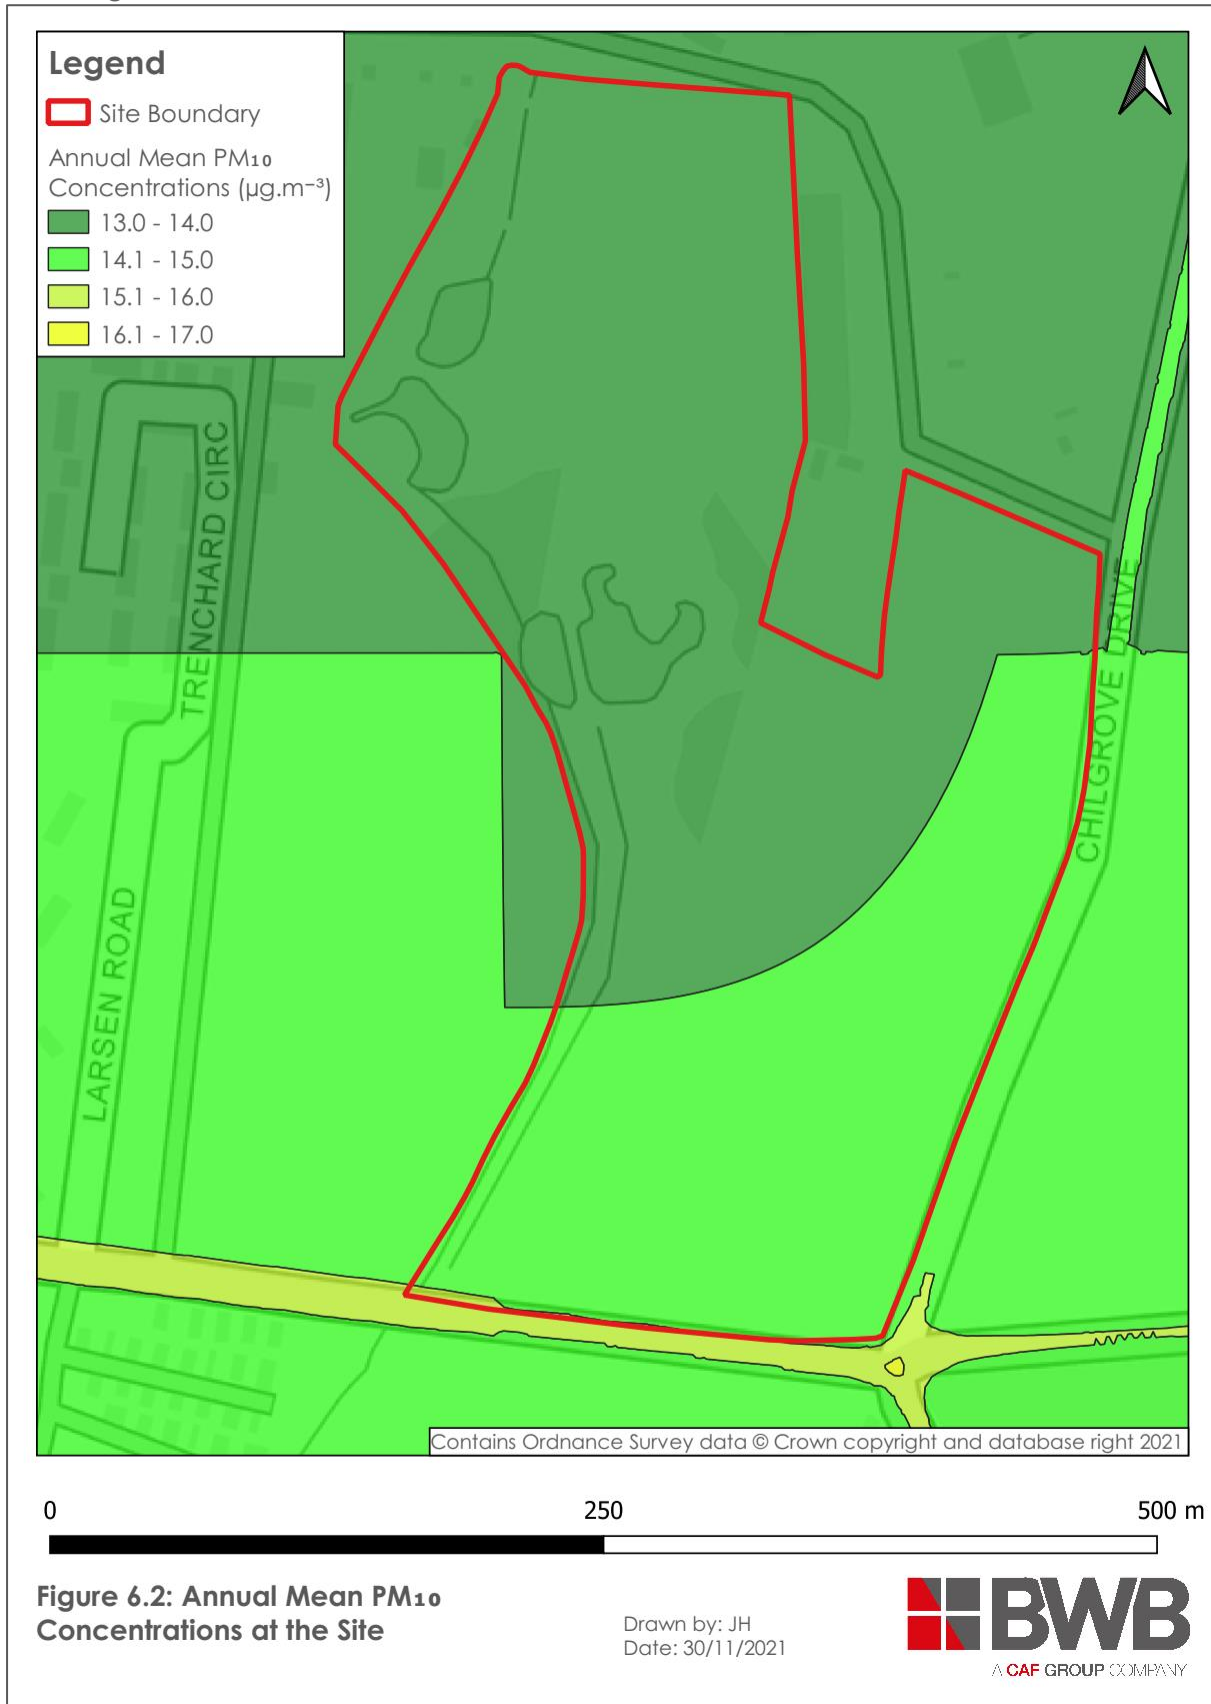 Legend
Site Boundary
Annual Mean PM₁₀
Concentrations (µg.m⁻³)
13.0 - 14.0
14.1 - 15.0
15.1 - 16.0
16.1 - 17.0
TRENCHARD CIRC
CHILGROVE DRIVE
LARSEN ROAD
Contains Ordnance Survey data © Crown copyright and database right 2021
0 250 500 m
Figure 6.2: Annual Mean PM₁₀
Concentrations at the Site
Drawn by: JH
Date: 30/11/2021
BWB
A CAF GROUP COMPANY